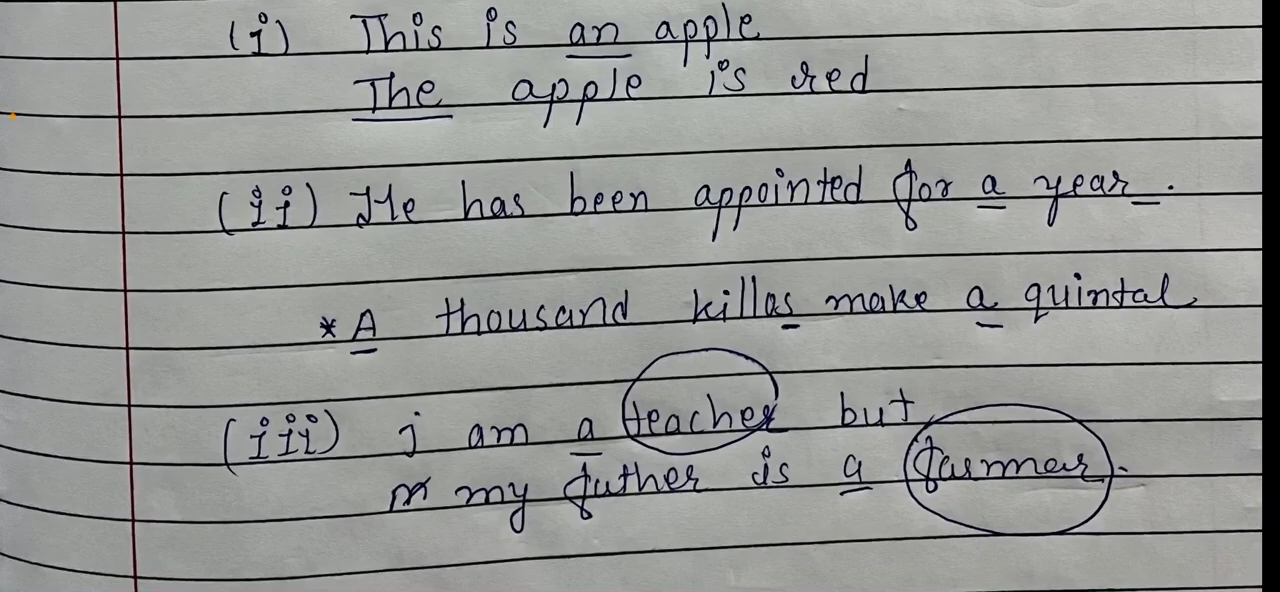 (i) This is an apple
The apple is red
(ii) He has been appointed for a year.
* A thousand killas make a quintal
(iii) i am a teacher but
my futher is a farmer.